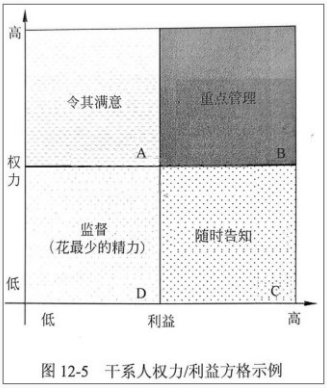 高
令其满意
重点管理
A
B
权
力
监督
(花最少的精力)
随时告知
低
D
C
低
利益
高
图 12-5 干系人权力/利益方格示例